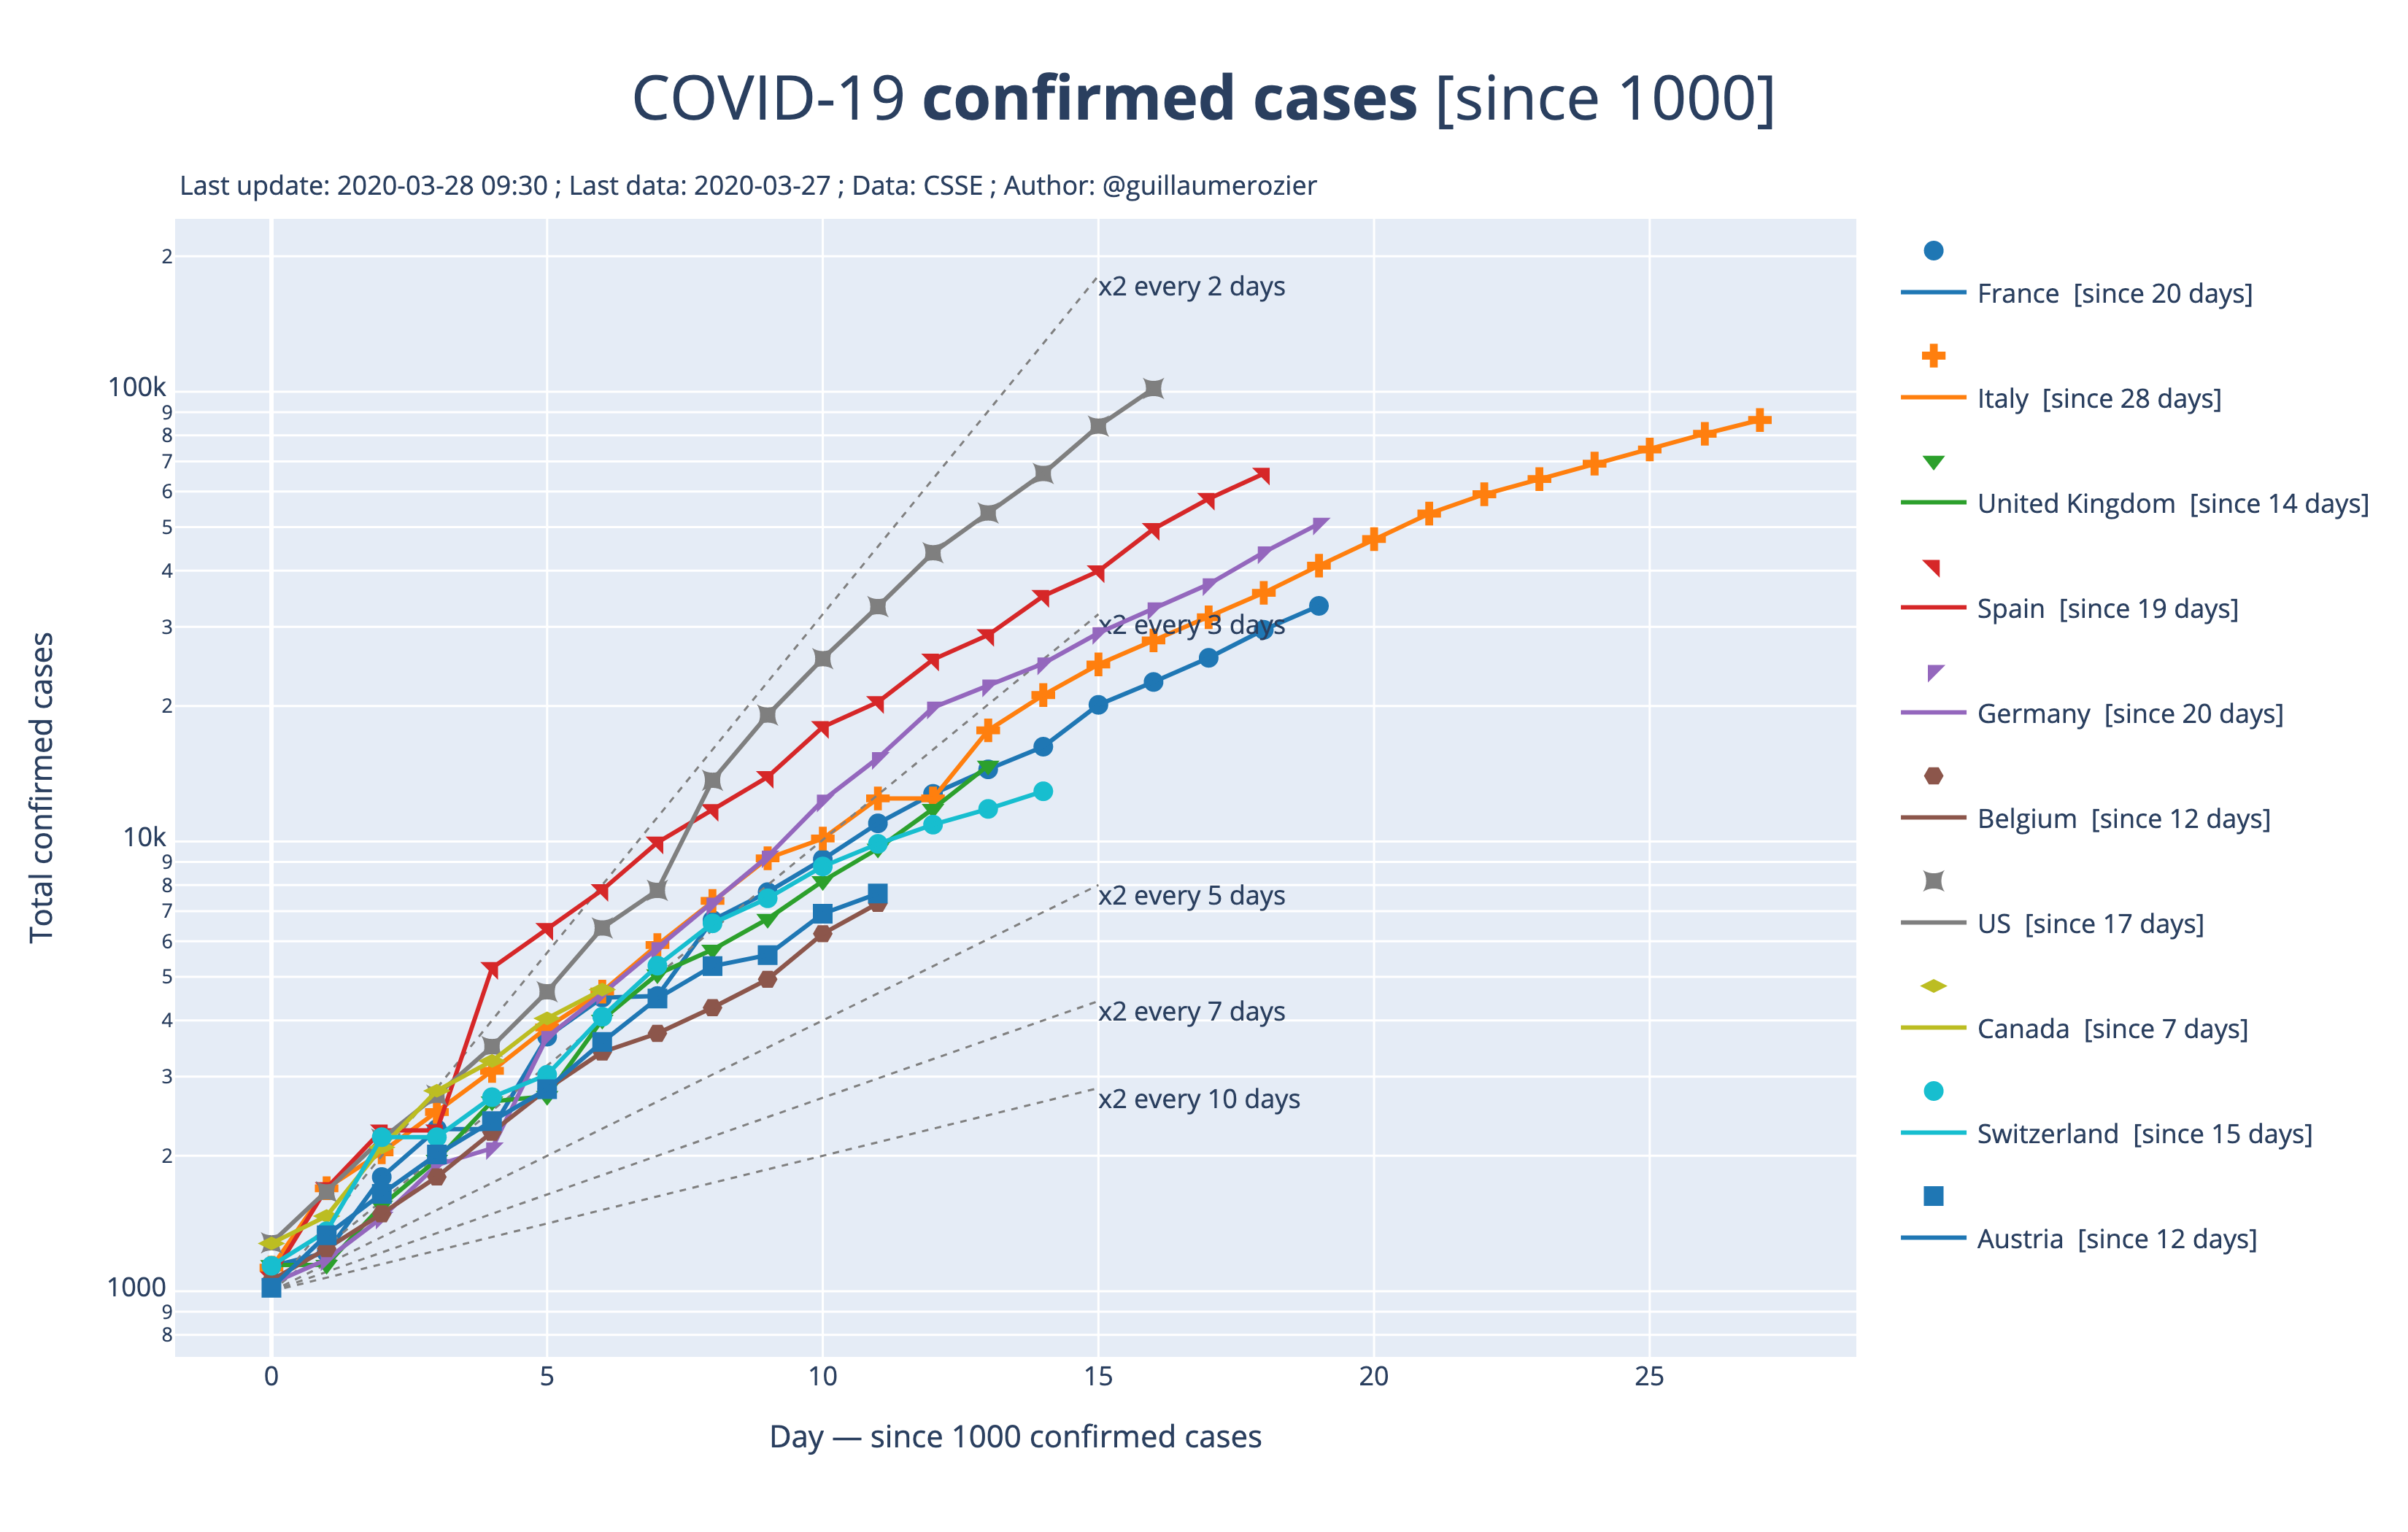 COVID-19 confirmed cases [since 1000]
Last update: 2020-03-28 09:30 ; Last data: 2020-03-27 ; Data: CSSE ; Author: @guillaumerozier
Total confirmed cases
2
100k
9
8
7
6
5
4
3
2
10k
9
8
7
6
5
4
3
2
1000
9
8
x2 every 2 days
x2 every 3 days
x2 every 5 days
x2 every 7 days
x2 every 10 days
0 5 10 15 20 25
Day — since 1000 confirmed cases
France [since 20 days]
Italy [since 28 days]
United Kingdom [since 14 days]
Spain [since 19 days]
Germany [since 20 days]
Belgium [since 12 days]
US [since 17 days]
Canada [since 7 days]
Switzerland [since 15 days]
Austria [since 12 days]